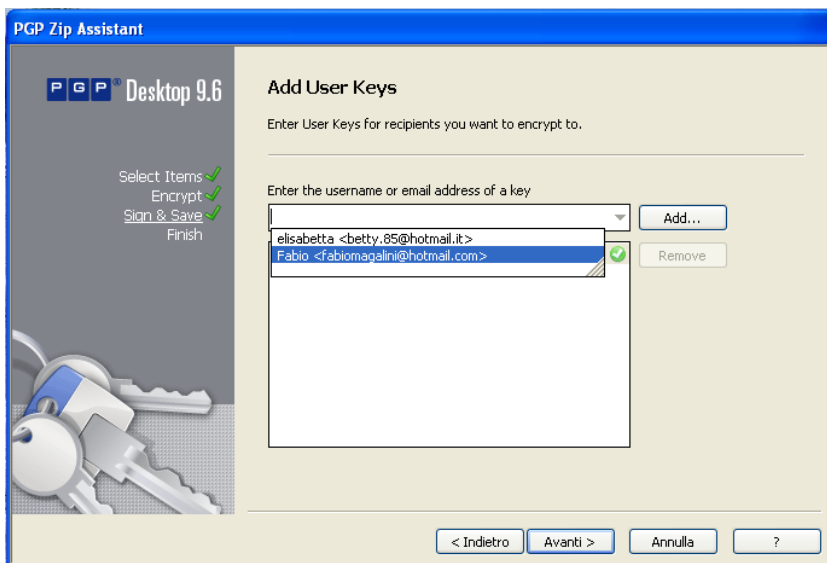 PGP Zip Assistant
PGP® Desktop 9.6
Select Items
Encrypt
Sign & Save
Finish
Add User Keys
Enter User Keys for recipients you want to encrypt to.
Enter the username or email address of a key
Add...
elisabetta <betty.85@hotmail.it>
Fabio <fabiomagalini@hotmail.com>
Remove
< Indietro
Avanti >
Annulla
?